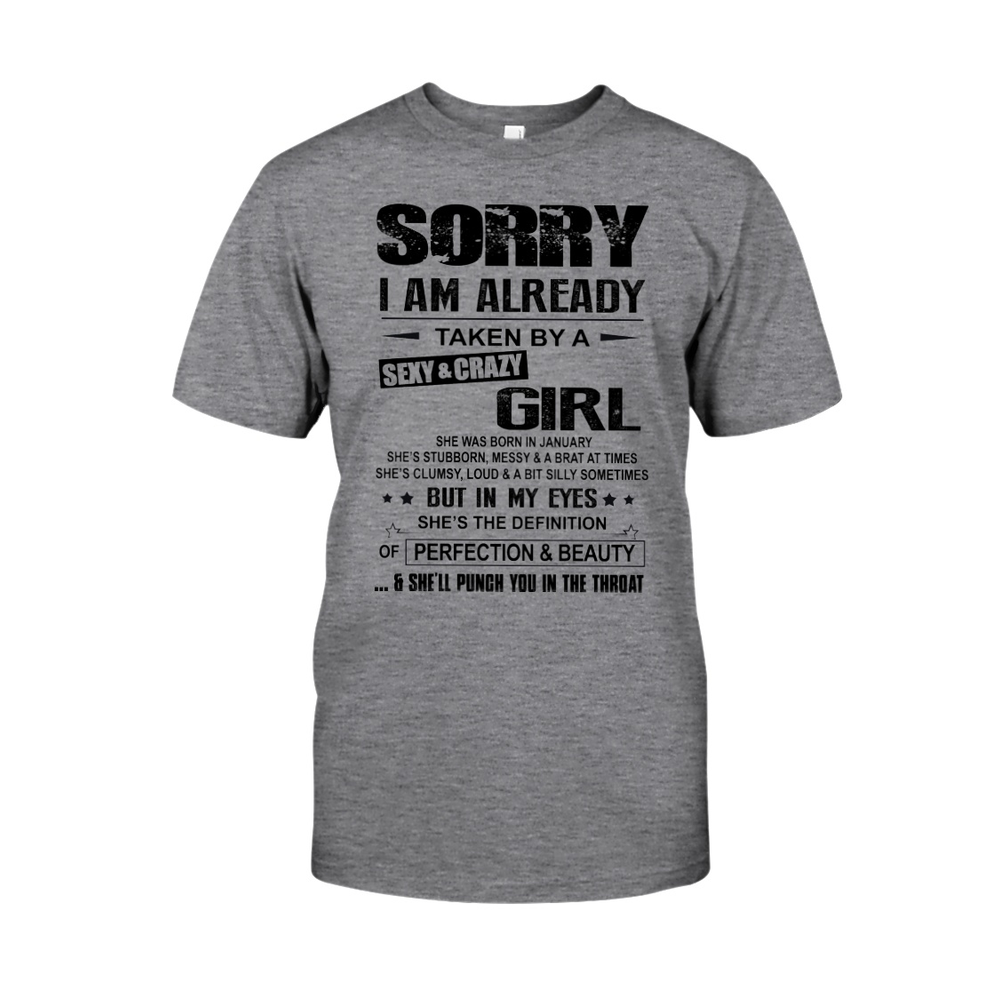 SORRY
I AM ALREADY
TAKEN BY A
SEXY & CRAZY
GIRL
SHE WAS BORN IN JANUARY
SHE'S STUBBORN, MESSY & A BRAT AT TIMES
SHE'S CLUMSY, LOUD & A BIT SILLY SOMETIMES
BUT IN MY EYES
SHE'S THE DEFINITION
OF PERFECTION & BEAUTY
... & SHE'LL PUNCH YOU IN THE THROAT